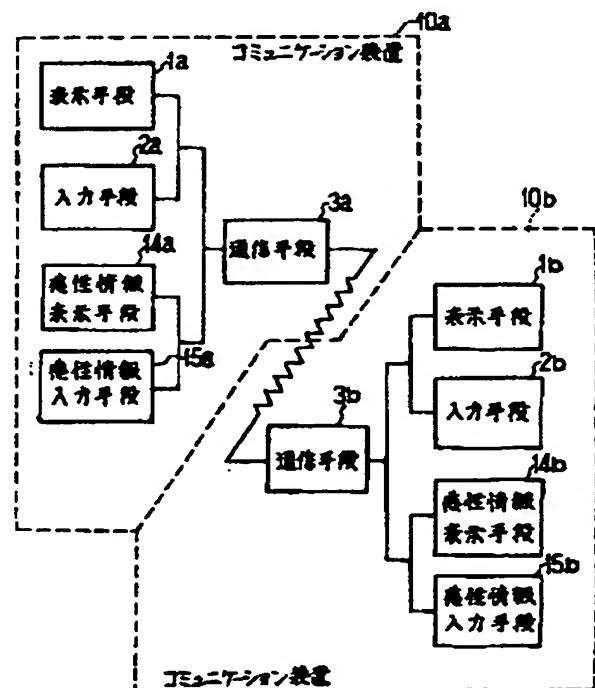 10a
コミュニケーション装置
1a
表示手段
2a
入力手段
3a
通信手段
14a
感性情報
表示手段
15a
感性情報
入力手段
10b
1b
表示手段
2b
入力手段
3b
通信手段
14b
感性情報
表示手段
15b
感性情報
入力手段
コミュニケーション装置